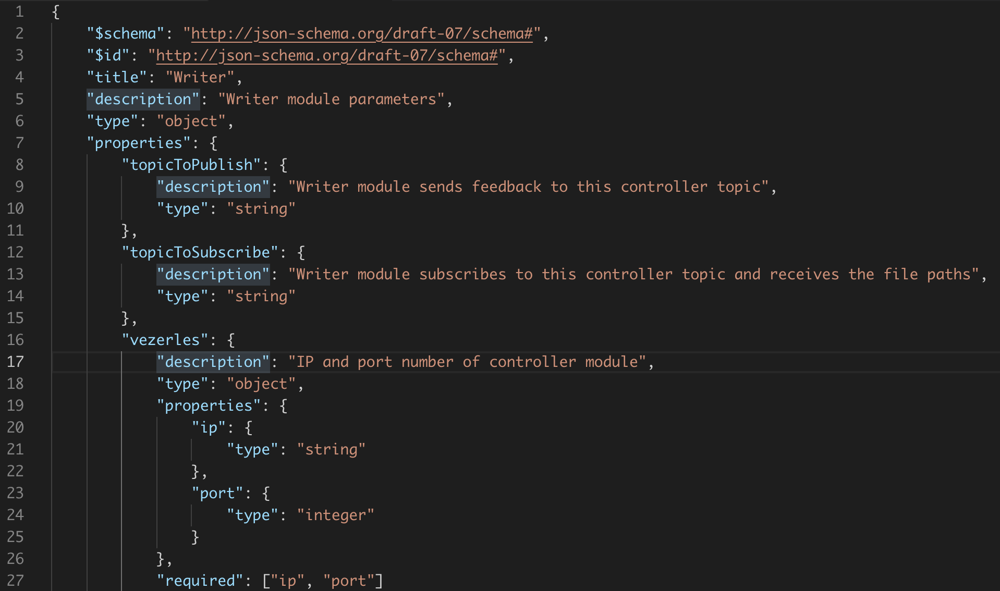 1 {
2 "$schema": "http://json-schema.org/draft-07/schema#",
3 "$id": "http://json-schema.org/draft-07/schema#",
4 "title": "Writer",
5 "description": "Writer module parameters",
6 "type": "object",
7 "properties": {
8 "topicToPublish": {
9 "description": "Writer module sends feedback to this controller topic",
10 "type": "string"
11 },
12 "topicToSubscribe": {
13 "description": "Writer module subscribes to this controller topic and receives the file paths",
14 "type": "string"
15 },
16 "vezerles": {
17 "description": "IP and port number of controller module",
18 "type": "object",
19 "properties": {
20 "ip": {
21 "type": "string"
22 },
23 "port": {
24 "type": "integer"
25 }
26 },
27 "required": ["ip", "port"]